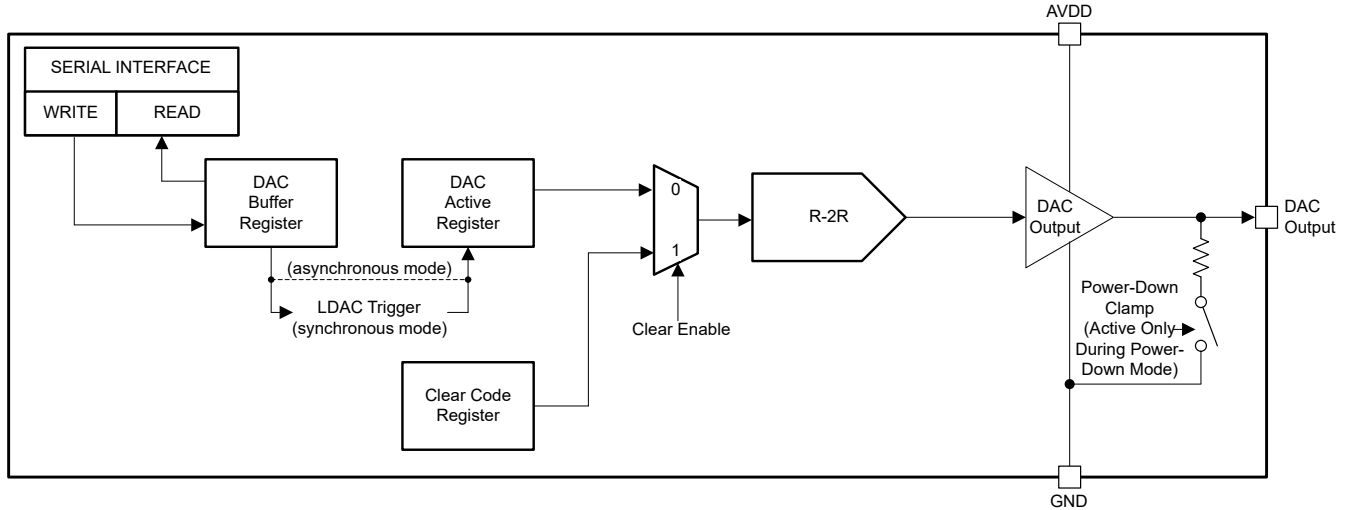 AVDD
SERIAL INTERFACE
WRITE
READ
DAC
Buffer
Register
DAC
Active
Register
(asynchronous mode)
LDAC Trigger
(synchronous mode)
Clear Code
Register
0
1
Clear Enable
R-2R
DAC
Output
DAC
Output
Power-Down
Clamp
(Active Only
During Power-
Down Mode)
GND